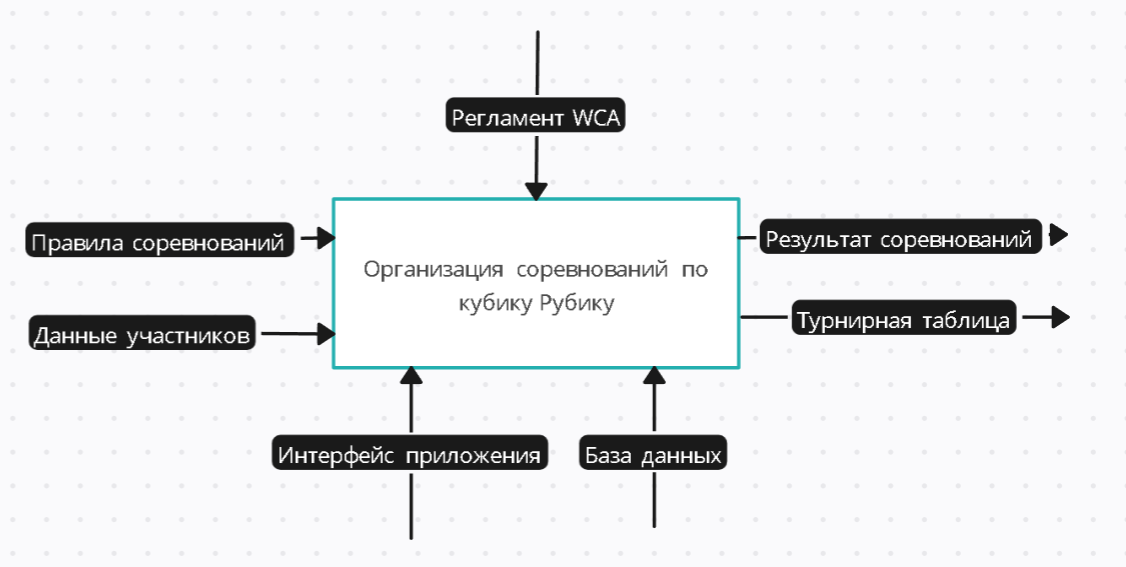 Регламент WCA
Правила соревнований
Результат соревнований
Организация соревнований по
кубику Рубику
Данные участников
Турнирная таблица
Интерфейс приложения
База данных